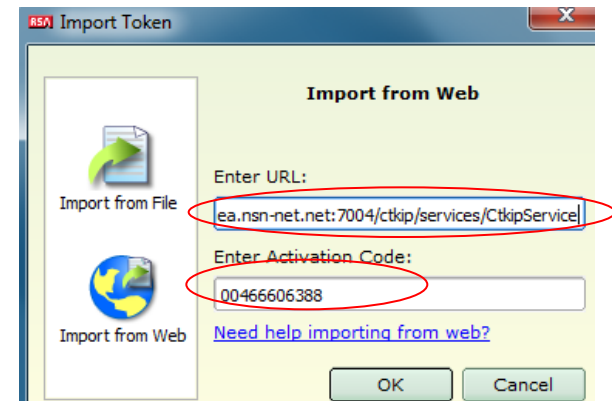 RSA Import Token
X
Import from Web
Enter URL:
Import from File
ea.nsn-net.net:7004/ctkip/services/CtkipService
Enter Activation Code:
00466606388
Import from Web
Need help importing from web?
OK
Cancel